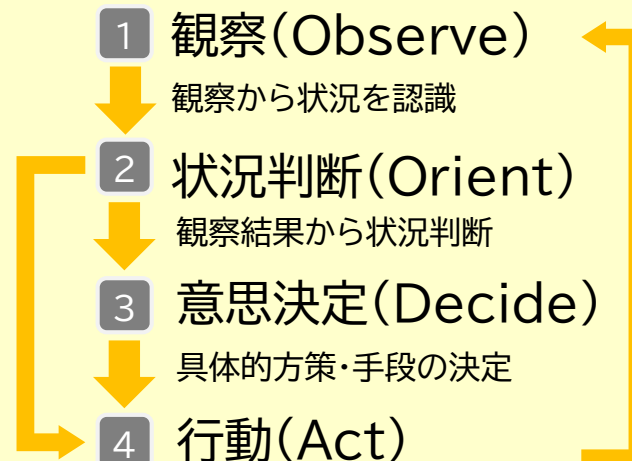 1 観察(Observe)
観察から状況を認識
2 状況判断(Orient)
観察結果から状況判断
3 意思決定(Decide)
具体的方策・手段の決定
4 行動(Act)